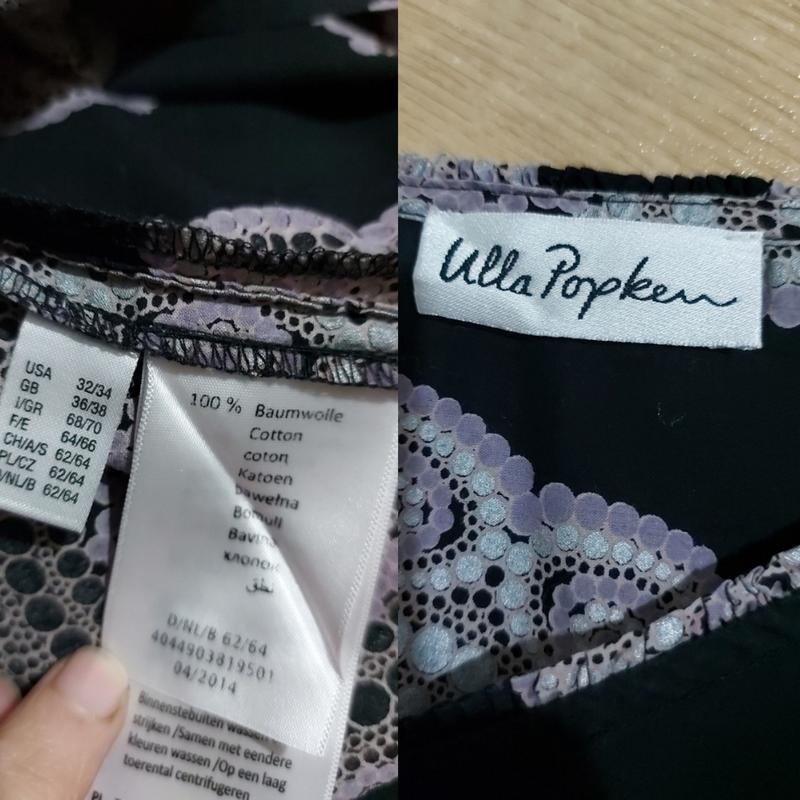 USA 32/34
GB 36/38
I/GR 68/70
F/E 64/66
CH/A/S 62/64
PL/CZ 62/64
/NL/B 62/64
100 % Baumwolle
Cotton
coton
Katoen
bawełna
Bomull
Bavlna
хлопок
D/NL/B 62/64
4044903819501
04/2014
Binnenstebuiten wassen
strijken /Samen met eendere
kleuren wassen /Op een laag
toerental centrifugeren
Ulla Popken